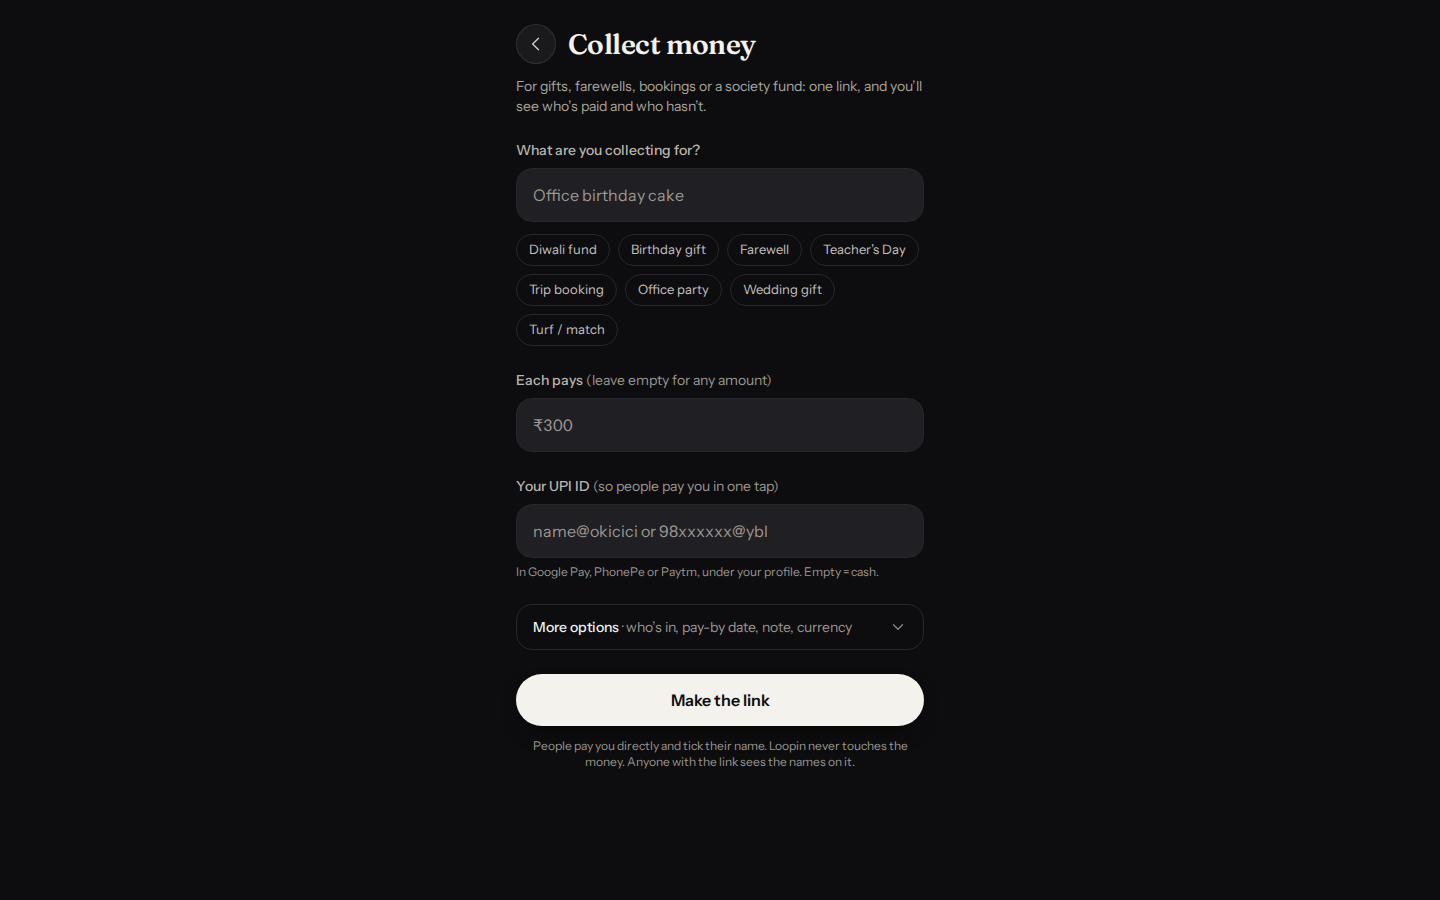 Collect money
For gifts, farewells, bookings or a society fund: one link, and you'll
see who's paid and who hasn't.
What are you collecting for?
Office birthday cake
Diwali fund
Birthday gift
Farewell
Teacher's Day
Trip booking
Office party
Wedding gift
Turf / match
Each pays (leave empty for any amount)
₹300
Your UPI ID (so people pay you in one tap)
name@okicici or 98xxxxxx@ybl
In Google Pay, PhonePe or Paytm, under your profile. Empty = cash.
More options · who's in, pay-by date, note, currency
Make the link
People pay you directly and tick their name. Loopin never touches the
money. Anyone with the link sees the names on it.